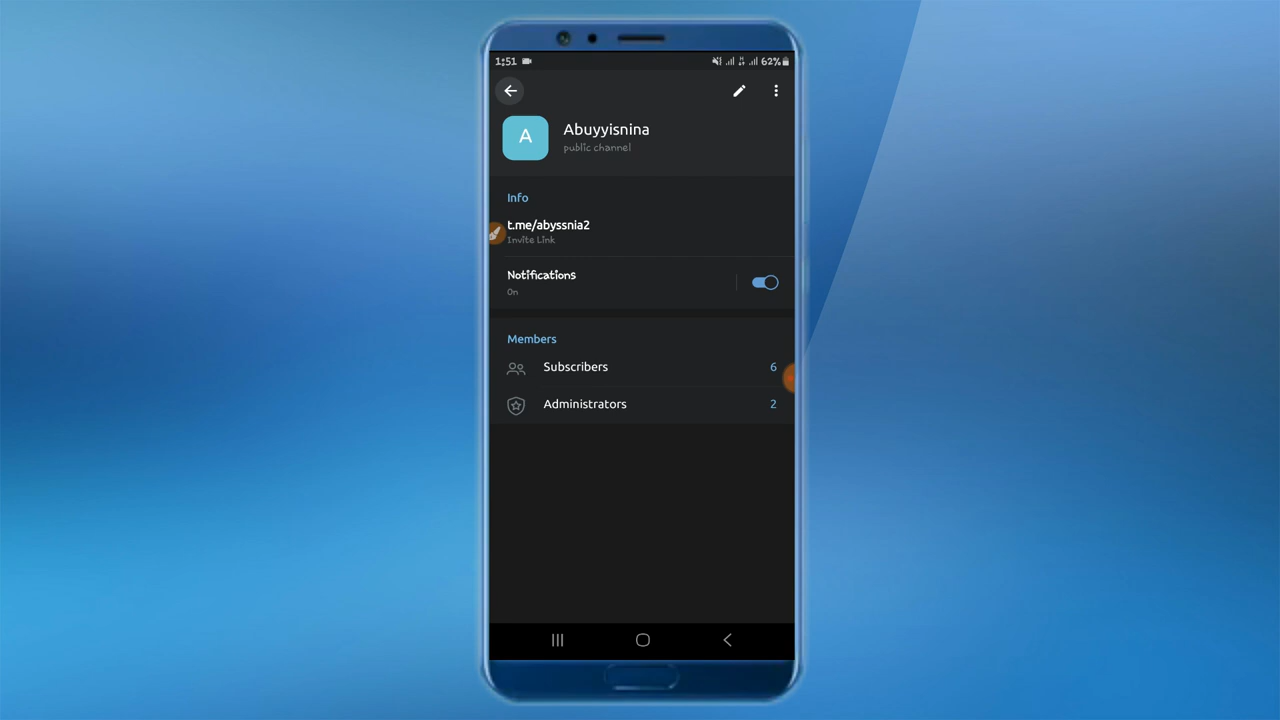 1:51 62%
A
Abuyyisnina
public channel
Info
t.me/abyssnia2
Invite Link
Notifications
On
Members
Subscribers 6
Administrators 2